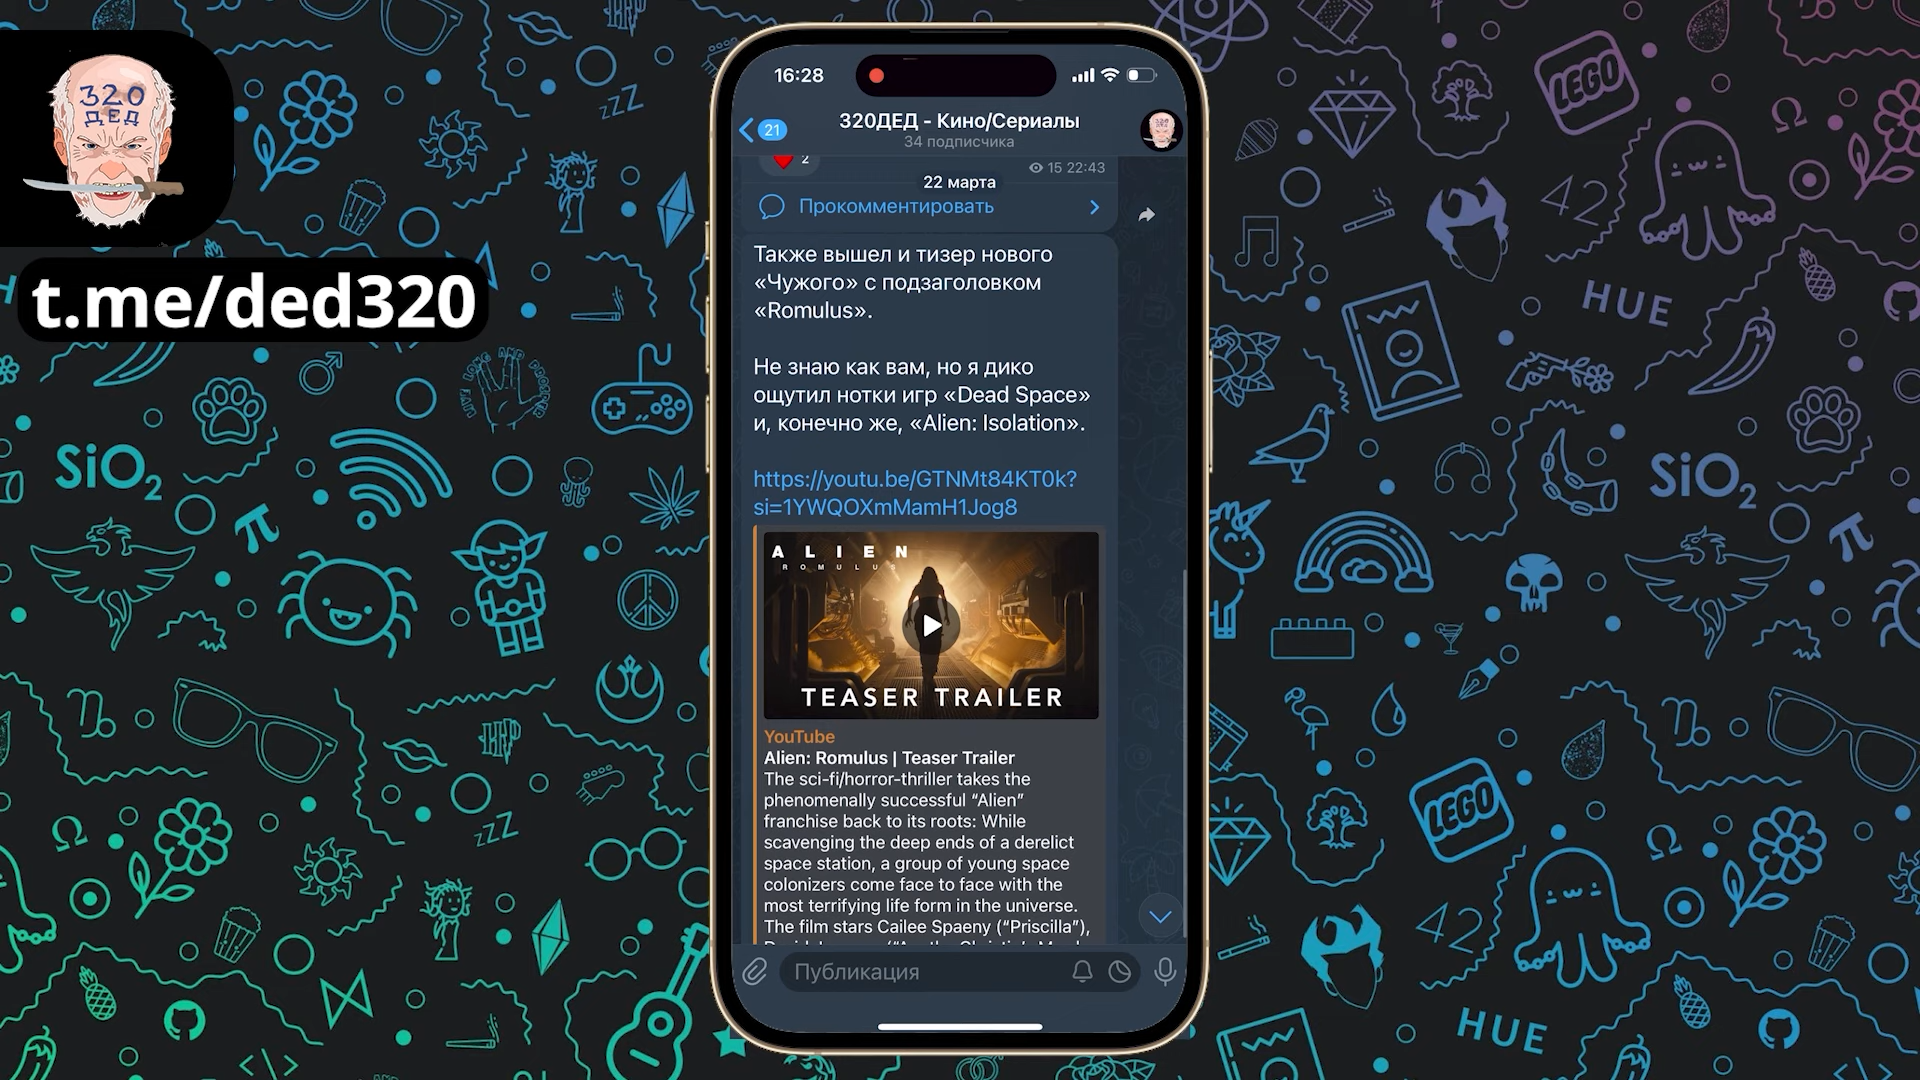 320
ДЕД
t.me/ded320
16:28
21
320ДЕД - Кино/Сериалы
34 подписчика
2
15 22:43
22 марта
Прокомментировать
Также вышел и тизер нового
«Чужого» с подзаголовком
«Romulus».
Не знаю как вам, но я дико
ощутил нотки игр «Dead Space»
и, конечно же, «Alien: Isolation».
https://youtu.be/GTNMt84KT0k?
si=1YWQOXmMamH1Jog8
ALIEN
ROMULUS
TEASER TRAILER
YouTube
Alien: Romulus | Teaser Trailer
The sci-fi/horror-thriller takes the
phenomenally successful “Alien”
franchise back to its roots: While
scavenging the deep ends of a derelict
space station, a group of young space
colonizers come face to face with the
most terrifying life form in the universe.
The film stars Cailee Spaeny (“Priscilla”),
Публикация
zzZ
SiO2
π
zzZ
Ω
</>
LEGO
Ω
42
HUE
SiO2
π
LEGO
Ω
42
HUE
</>